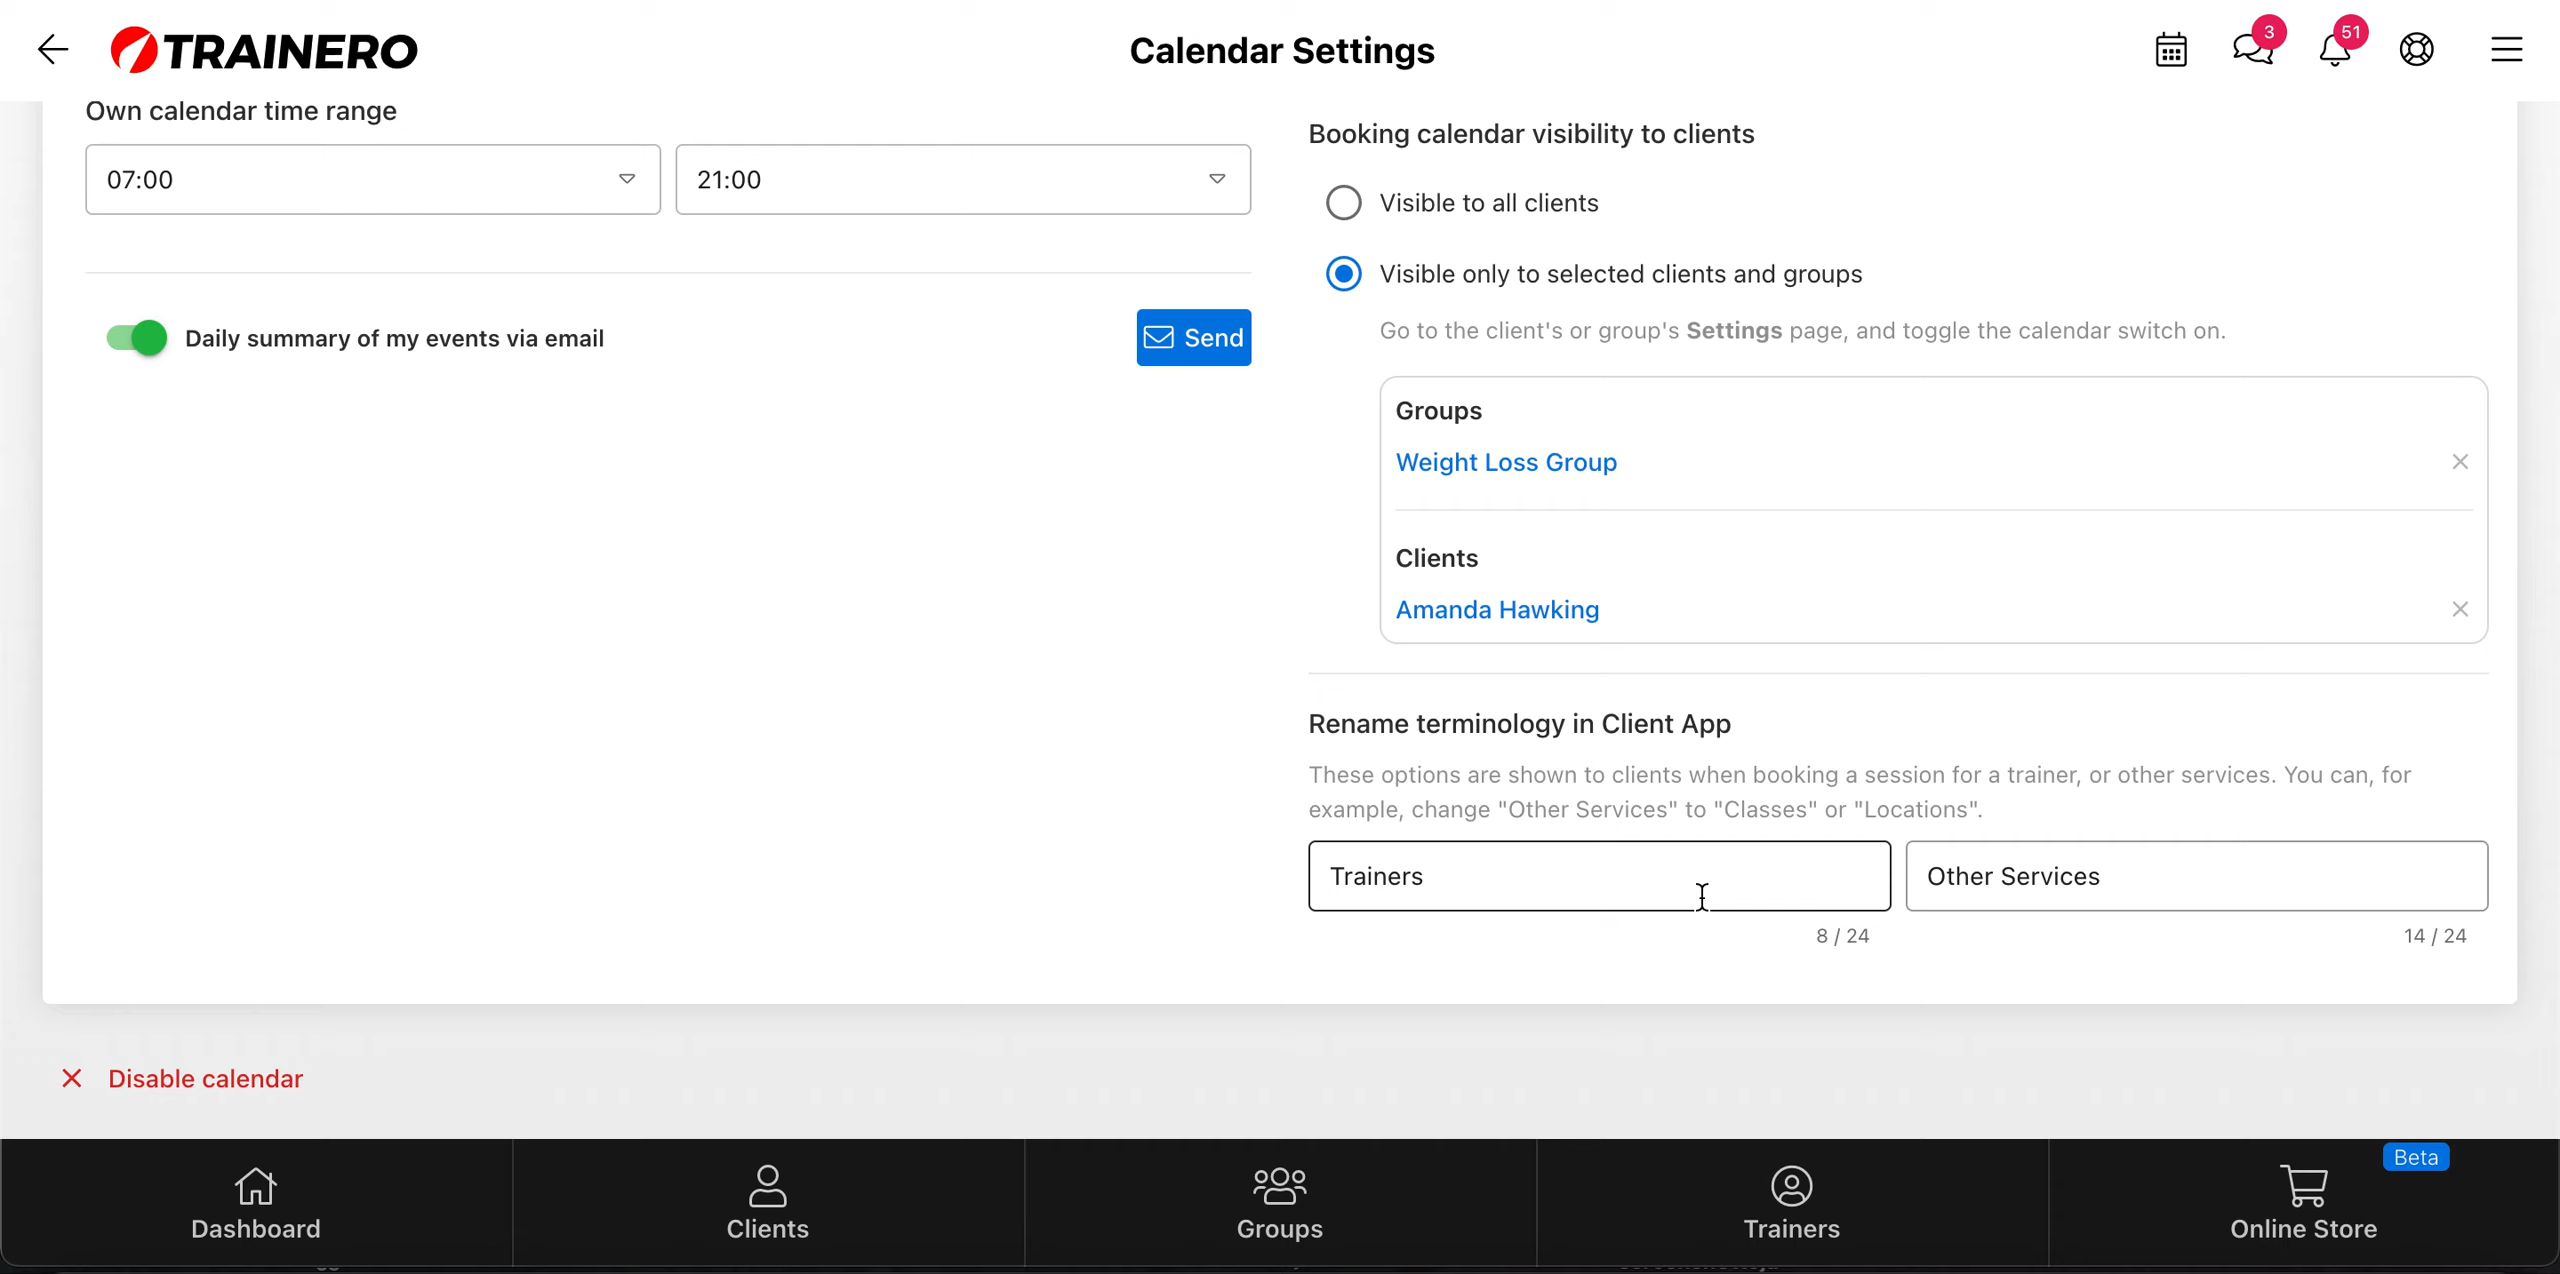 TRAINERO
Calendar Settings
3
51
Own calendar time range
07:00
21:00
Daily summary of my events via email
Send
Booking calendar visibility to clients
Visible to all clients
Visible only to selected clients and groups
Go to the client's or group's Settings page, and toggle the calendar switch on.
Groups
Weight Loss Group
Clients
Amanda Hawking
Rename terminology in Client App
These options are shown to clients when booking a session for a trainer, or other services. You can, for
example, change "Other Services" to "Classes" or "Locations".
Trainers
8 / 24
Other Services
14 / 24
Disable calendar
Dashboard
Clients
Groups
Trainers
Beta
Online Store